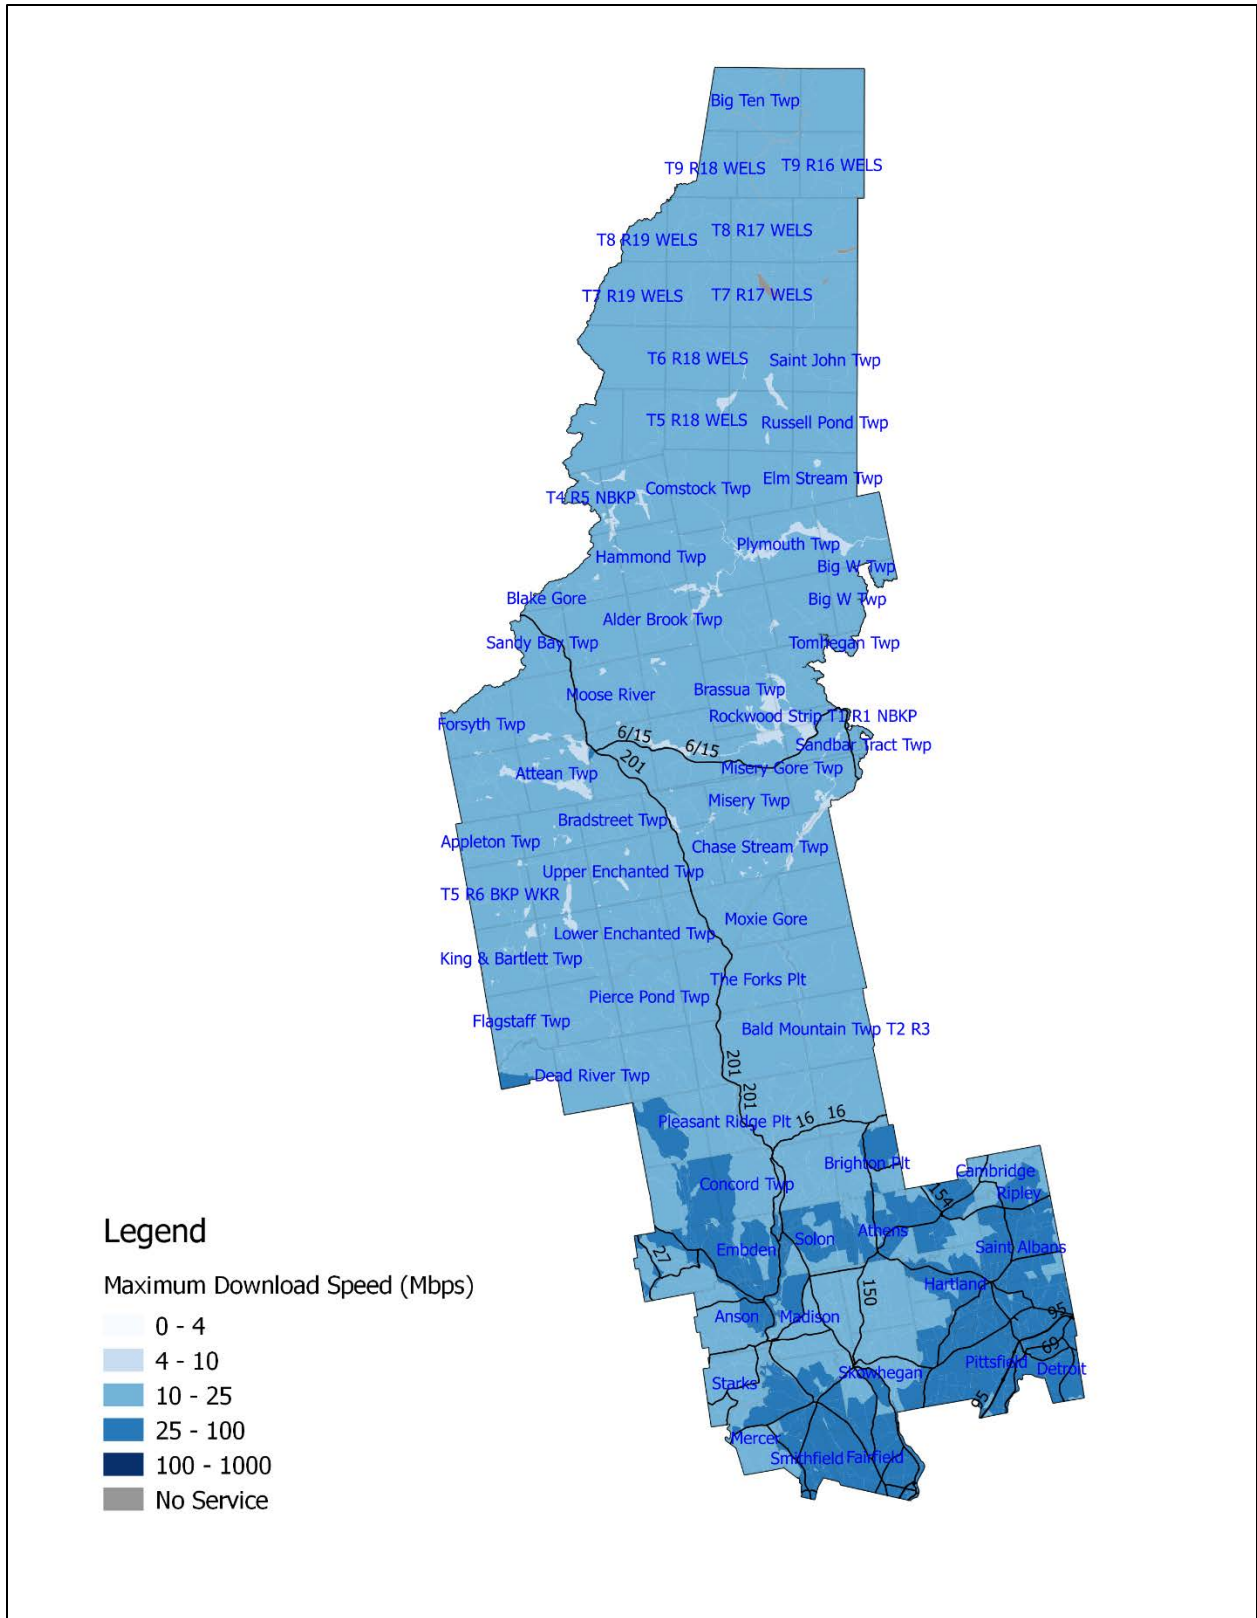 Big Ten Twp
T9 R18 WELS
T9 R16 WELS
T8 R17 WELS
T8 R19 WELS
T7 R19 WELS
T7 R17 WELS
T6 R18 WELS
Saint John Twp
T5 R18 WELS
Russell Pond Twp
Elm Stream Twp
Comstock Twp
T4 R5 NBKP
Plymouth Twp
Hammond Twp
Big W Twp
Blake Gore
Big W Twp
Alder Brook Twp
Sandy Bay Twp
Tomhegan Twp
Moose River
Brassua Twp
Rockwood Strip T1 R1 NBKP
Forsyth Twp
6/15
6/15
Sandbar Tract Twp
201
Misery Gore Twp
Attean Twp
Misery Twp
Bradstreet Twp
Appleton Twp
Chase Stream Twp
Upper Enchanted Twp
T5 R6 BKP WKR
Moxie Gore
Lower Enchanted Twp
King & Bartlett Twp
The Forks Plt
Pierce Pond Twp
Flagstaff Twp
Bald Mountain Twp T2 R3
201
Dead River Twp
201
16
16
Pleasant Ridge Plt
Brighton Plt
Cambridge
Concord Twp
154
Ripley
Athens
Solon
Embden
Saint Albans
27
Hartland
150
Anson
Madison
95
69
Pittsfield
Detroit
Skowhegan
Starks
95
Mercer
Smithfield
Fairfield
Legend
Maximum Download Speed (Mbps)
0 - 4
4 - 10
10 - 25
25 - 100
100 - 1000
No Service